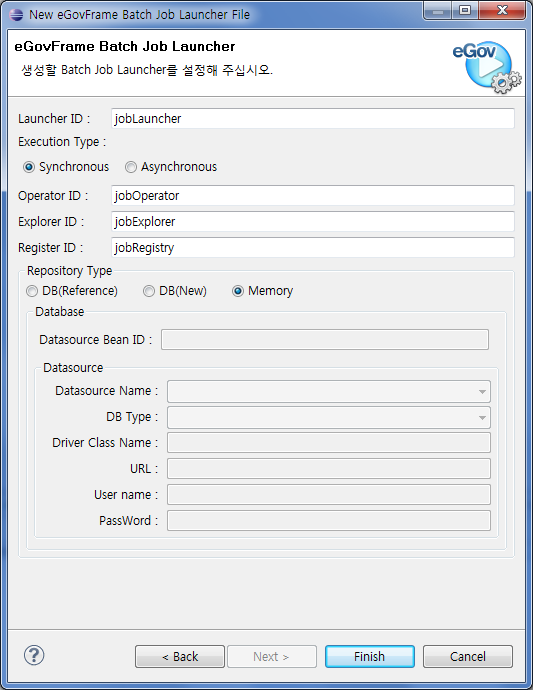 New eGovFrame Batch Job Launcher File
eGovFrame Batch Job Launcher
생성할 Batch Job Launcher를 설정해 주십시오.
eGov
Launcher ID : jobLauncher
Execution Type :
Synchronous Asynchronous
Operator ID : jobOperator
Explorer ID : jobExplorer
Register ID : jobRegistry
Repository Type
DB(Reference) DB(New) Memory
Database
Datasource Bean ID :
Datasource
Datasource Name :
DB Type :
Driver Class Name :
URL :
User name :
PassWord :
? < Back Next > Finish Cancel